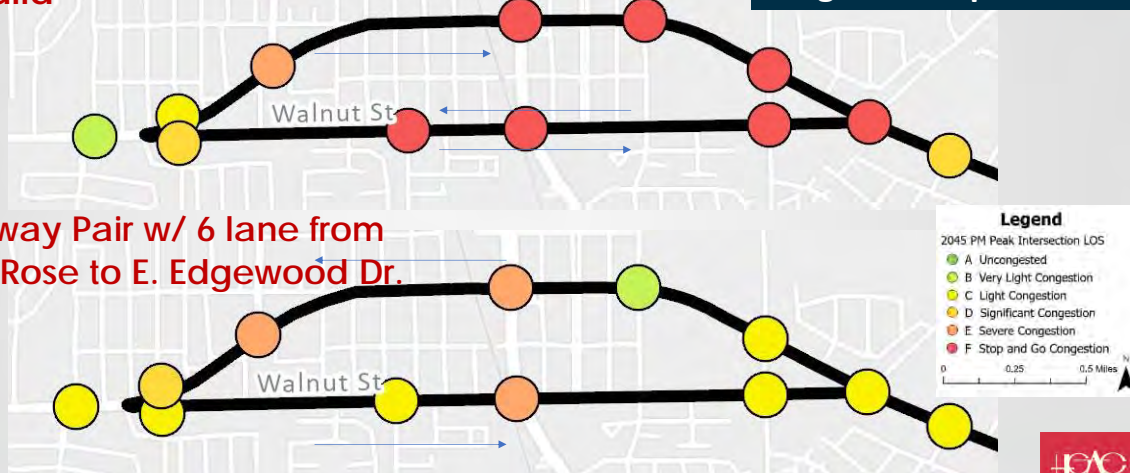 Walnut St
way Pair w/ 6 lane from
Rose to E. Edgewood Dr.
Walnut St
Legend
2045 PM Peak Intersection LOS
A Uncongested
B Very Light Congestion
C Light Congestion
D Significant Congestion
E Severe Congestion
F Stop and Go Congestion
N
0 0.25 0.5 Miles